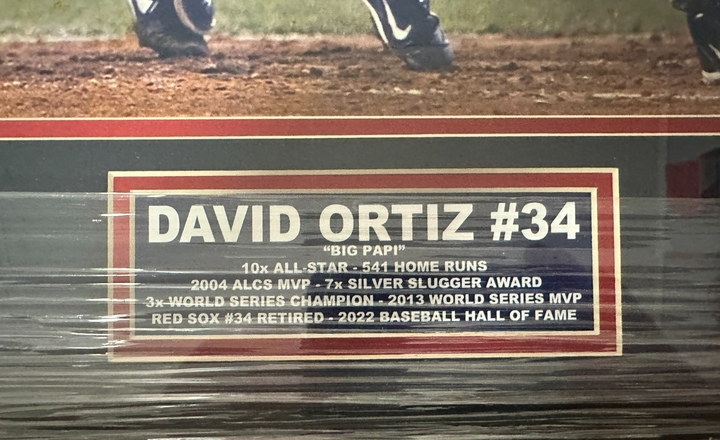 DAVID ORTIZ #34
“BIG PAPI”
10x ALL-STAR - 541 HOME RUNS
2004 ALCS MVP - 7x SILVER SLUGGER AWARD
3x WORLD SERIES CHAMPION - 2013 WORLD SERIES MVP
RED SOX #34 RETIRED - 2022 BASEBALL HALL OF FAME